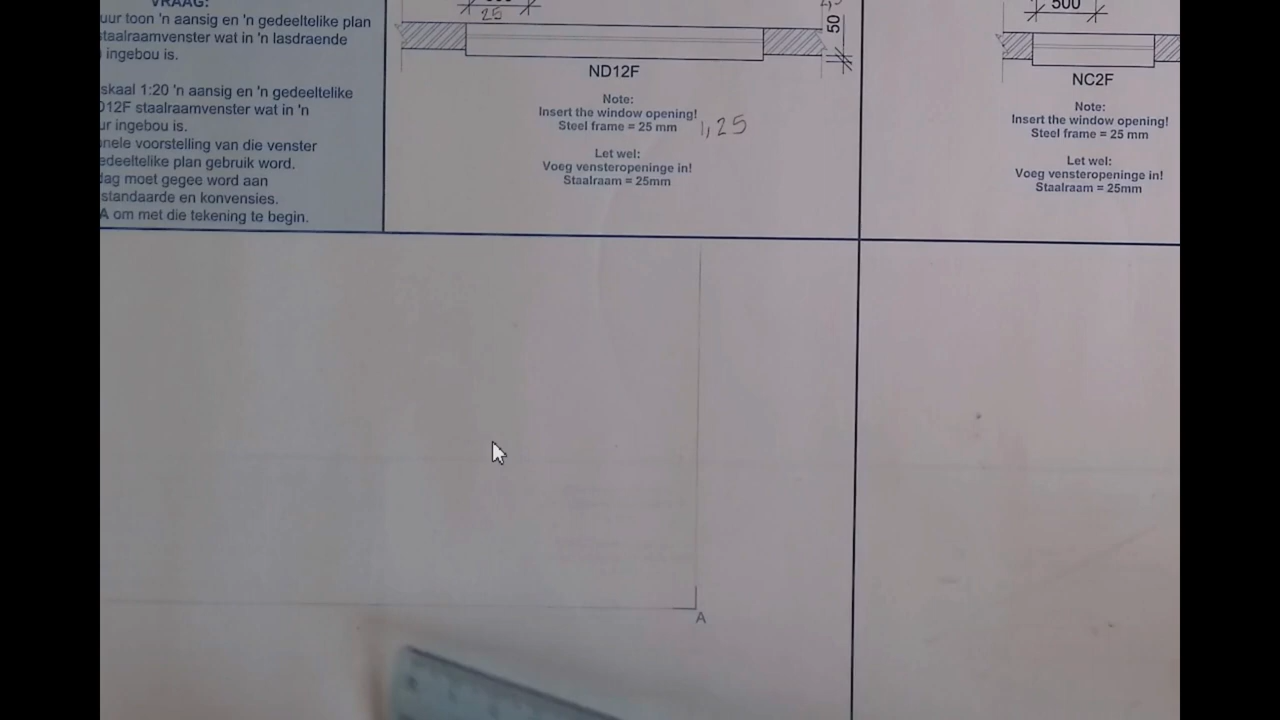 VRAAG:
uur toon 'n aansig en 'n gedeeltelike plan
staalraamvenster wat in 'n lasdraende
ingebou is.
skaal 1:20 'n aansig en 'n gedeeltelike
D12F staalraamvenster wat in 'n
ur ingebou is.
nele voorstelling van die venster
edeeltelike plan gebruik word.
dag moet gegee word aan
standaarde en konvensies.
A om met die tekening te begin.
25
50
ND12F
Note:
Insert the window opening!
Steel frame = 25 mm
1,25
Let wel:
Voeg vensteropeninge in!
Staalraam = 25mm
500
NC2F
Note:
Insert the window opening!
Steel frame = 25 mm
Let wel:
Voeg vensteropeninge in!
Staalraam = 25mm
A